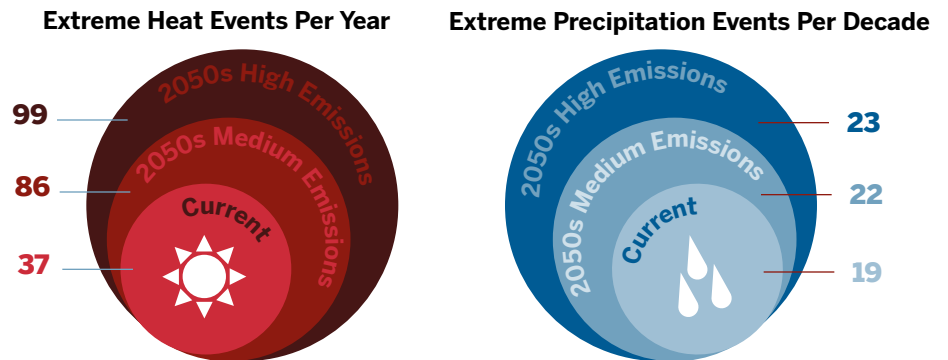 Extreme Heat Events Per Year
99
86
37
2050s High Emissions
2050s Medium Emissions
Current
Extreme Precipitation Events Per Decade
2050s High Emissions
2050s Medium Emissions
Current
23
22
19